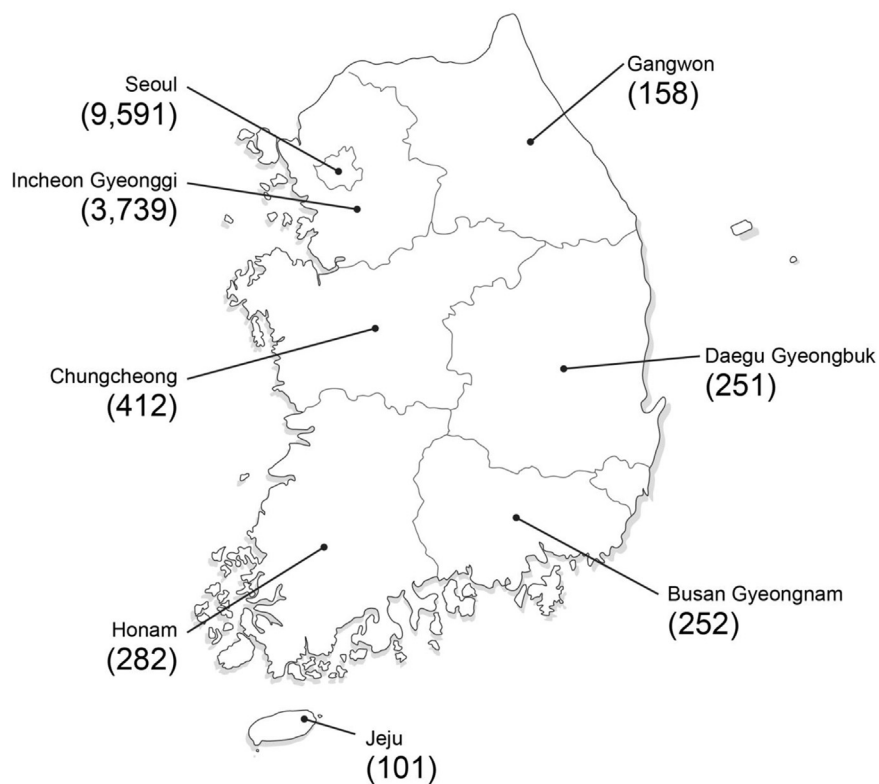 Seoul
(9,591)
Gangwon
(158)
Incheon Gyeonggi
(3,739)
Daegu Gyeongbuk
(251)
Chungcheong
(412)
Busan Gyeongnam
(252)
Honam
(282)
Jeju
(101)